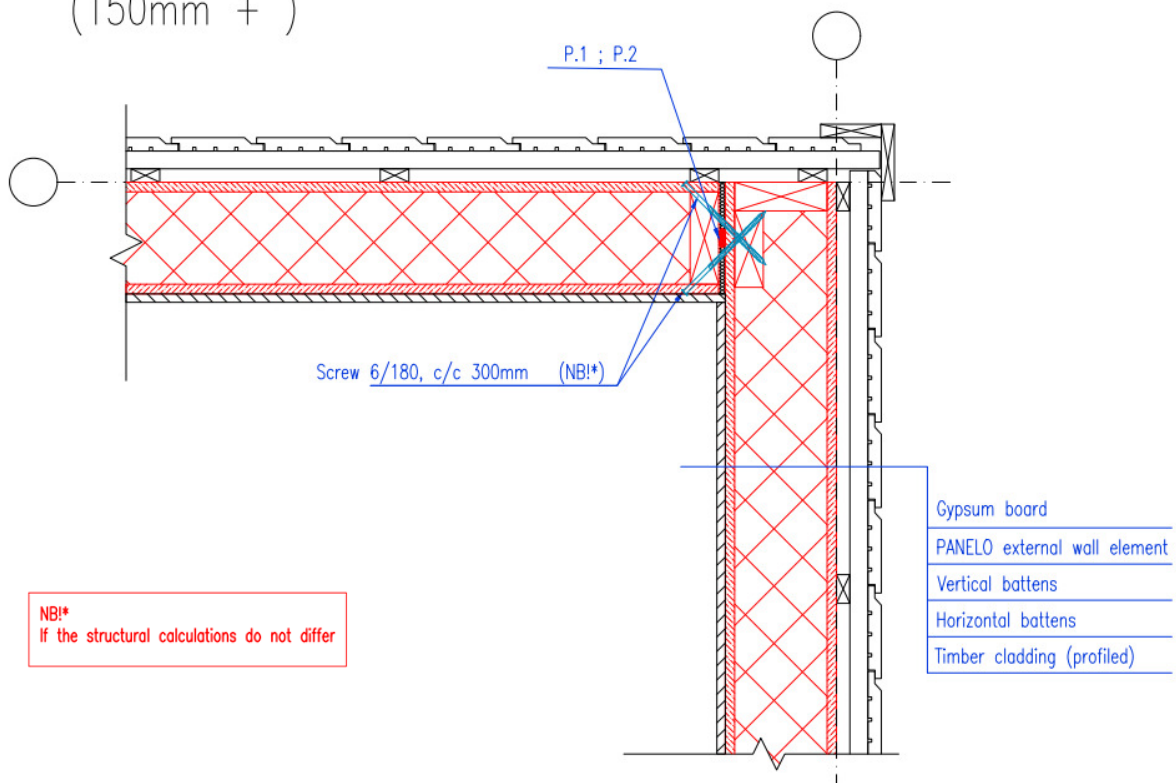 (150mm + )
P.1 ; P.2
Screw 6/180, c/c 300mm (NB!*)
Gypsum board
PANELO external wall element
Vertical battens
Horizontal battens
Timber cladding (profiled)
NB!*
If the structural calculations do not differ